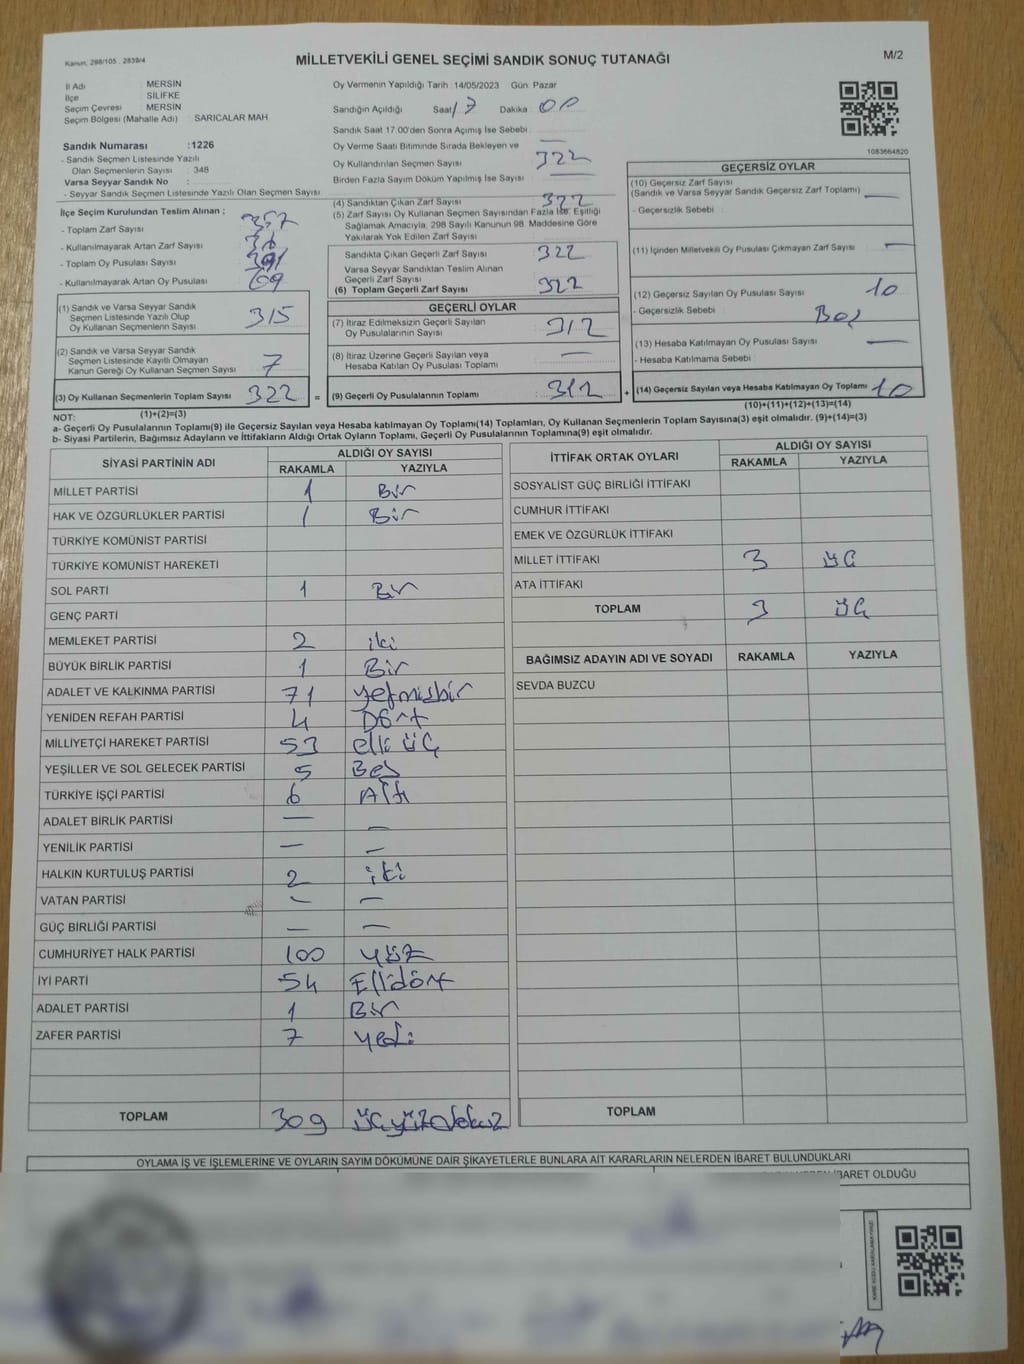 Kanun, 298/105 , 2839/4
MİLLETVEKİLİ GENEL SEÇİMİ SANDIK SONUÇ TUTANAĞI
M/2
İl Adı MERSİN
İlçe SİLİFKE
Seçim Çevresi MERSİN
Seçim Bölgesi (Mahalle Adı) : SARICALAR MAH.
Oy Vermenin Yapıldığı Tarih :14/05/2023 Gün: Pazar
Sandığın Açıldığı Saat 17 Dakika 00
Sandık Saat 17.00'den Sonra Açımış İse Sebebi :
Oy Verme Saati Bitiminde Sırada Bekleyen ve —
Oy Kullandırılan Seçmen Sayısı 322
Birden Fazla Sayım Döküm Yapılmış İse Sayısı —
1083664820
Sandık Numarası :1226
- Sandık Seçmen Listesinde Yazılı
Olan Seçmenlerin Sayısı : 348
Varsa Seyyar Sandık No :
- Seyyar Sandık Seçmen Listesinde Yazılı Olan Seçmen Sayısı
İlçe Seçim Kurulundan Teslim Alınan ;
- Toplam Zarf Sayısı 357
- Kullanılmayarak Artan Zarf Sayısı
- Toplam Oy Pusulası Sayısı 391
- Kullanılmayarak Artan Oy Pusulası 69
(1) Sandık ve Varsa Seyyar Sandık
Seçmen Listesinde Yazılı Olup
Oy Kullanan Seçmenlerin Sayısı 315
(2) Sandık ve Varsa Seyyar Sandık
Seçmen Listesinde Kayıtlı Olmayan
Kanun Gereği Oy Kullanan Seçmen Sayısı 7
(3) Oy Kullanan Seçmenlerin Toplam Sayısı 322 =
(4) Sandıktan Çıkan Zarf Sayısı 322
(5) Zarf Sayısı Oy Kullanan Seçmen Sayısından Fazla İse, Eşitliği
Sağlamak Amacıyla, 298 Sayılı Kanunun 98. Maddesine Göre
Yakılarak Yok Edilen Zarf Sayısı
Sandıkta Çıkan Geçerli Zarf Sayısı 322
Varsa Seyyar Sandıktan Teslim Alınan
Geçerli Zarf Sayısı
(6) Toplam Geçerli Zarf Sayısı 322
GEÇERLİ OYLAR
(7) İtiraz Edilmeksizin Geçerli Sayılan
Oy Pusulalarının Sayısı 312
(8) İtiraz Üzerine Geçerli Sayılan veya
Hesaba Katılan Oy Pusulası Toplamı —
(9) Geçerli Oy Pusulalarının Toplamı 312 +
GEÇERSİZ OYLAR
(10) Geçersiz Zarf Sayısı
(Sandık ve Varsa Seyyar Sandık Geçersiz Zarf Toplamı) —
- Geçersizlik Sebebi :
(11) İçinden Milletvekili Oy Pusulası Çıkmayan Zarf Sayısı —
(12) Geçersiz Sayılan Oy Pusulası Sayısı 10
- Geçersizlik Sebebi : Boş
(13) Hesaba Katılmayan Oy Pusulası Sayısı —
- Hesaba Katılmama Sebebi
(14) Geçersiz Sayılan veya Hesaba Katılmayan Oy Toplamı 10
NOT: (1)+(2)=(3)
(10)+(11)+(12)+(13)=(14)
a- Geçerli Oy Pusulalarının Toplamı(9) ile Geçersiz Sayılan veya Hesaba katılmayan Oy Toplamı(14) Toplamları, Oy Kullanan Seçmenlerin Toplam Sayısına(3) eşit olmalıdır. (9)+(14)=(3)
b- Siyasi Partilerin, Bağımsız Adayların ve İttifakların Aldığı Ortak Oyların Toplamı, Geçerli Oy Pusulalarının Toplamına(9) eşit olmalıdır.
SİYASİ PARTİNİN ADI ALDIĞI OY SAYISI
RAKAMLA YAZIYLA
MİLLET PARTİSİ 1 Bir
HAK VE ÖZGÜRLÜKLER PARTİSİ 1 Bir
TÜRKİYE KOMÜNİST PARTİSİ
TÜRKİYE KOMÜNİST HAREKETİ
SOL PARTİ 1 Bir
GENÇ PARTİ
MEMLEKET PARTİSİ 2 iki
BÜYÜK BİRLİK PARTİSİ 1 Bir
ADALET VE KALKINMA PARTİSİ 71 yetmişbir
YENİDEN REFAH PARTİSİ 4 Dört
MİLLİYETÇİ HAREKET PARTİSİ 53 elli üç
YEŞİLLER VE SOL GELECEK PARTİSİ 5 Beş
TÜRKİYE İŞÇİ PARTİSİ 6 Altı
ADALET BİRLİK PARTİSİ — —
YENİLİK PARTİSİ — —
HALKIN KURTULUŞ PARTİSİ 2 iki
VATAN PARTİSİ — —
GÜÇ BİRLİĞİ PARTİSİ — —
CUMHURİYET HALK PARTİSİ 100 yüz
İYİ PARTİ 54 Ellidört
ADALET PARTİSİ 1 Bir
ZAFER PARTİSİ 7 yedi
TOPLAM 309 üçyüzdokuz
İTTİFAK ORTAK OYLARI ALDIĞI OY SAYISI
RAKAMLA YAZIYLA
SOSYALİST GÜÇ BİRLİĞİ İTTİFAKI
CUMHUR İTTİFAKI
EMEK VE ÖZGÜRLÜK İTTİFAKI
MİLLET İTTİFAKI 3 üç
ATA İTTİFAKI
TOPLAM 3 üç
BAĞIMSIZ ADAYIN ADI VE SOYADI RAKAMLA YAZIYLA
SEVDA BUZCU
TOPLAM
OYLAMA İŞ VE İŞLEMLERİNE VE OYLARIN SAYIM DÖKÜMÜNE DAİR ŞİKAYETLERLE BUNLARA AİT KARARLARIN NELERDEN İBARET BULUNDUKLARI
İBARET OLDUĞU